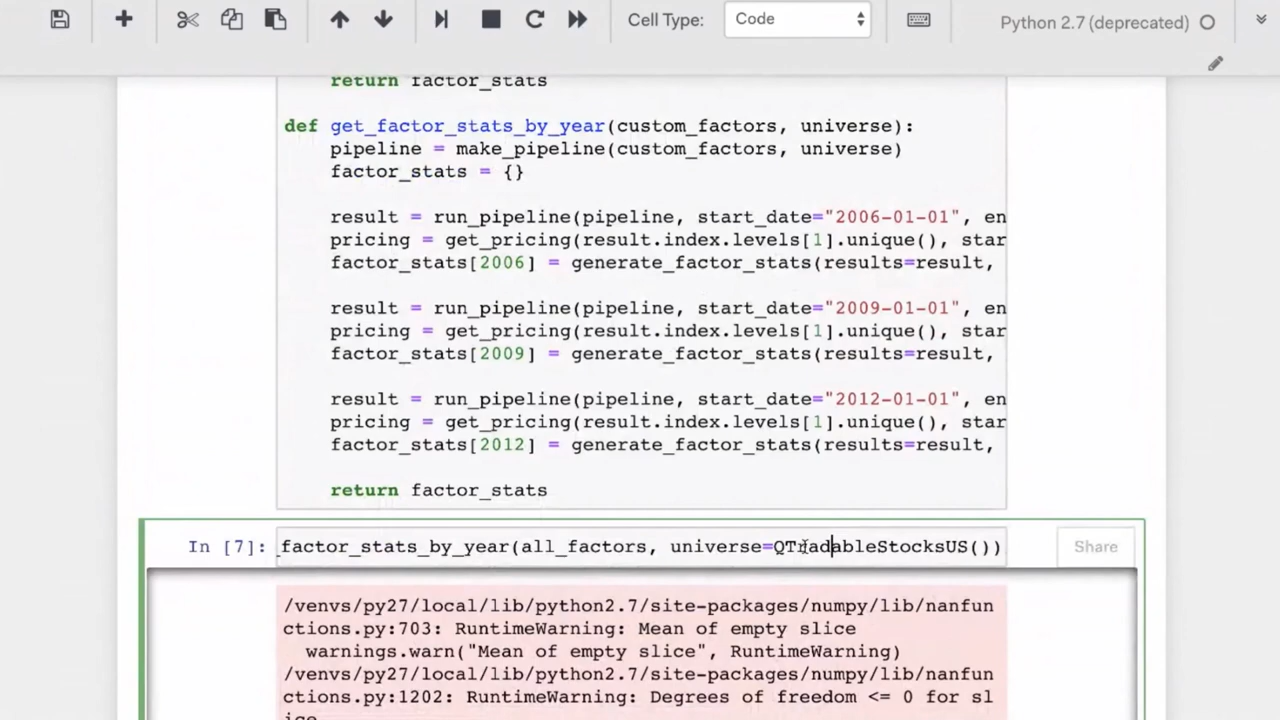 Cell Type: Code Python 2.7 (deprecated)
return factor_stats
def get_factor_stats_by_year(custom_factors, universe):
pipeline = make_pipeline(custom_factors, universe)
factor_stats = {}
result = run_pipeline(pipeline, start_date="2006-01-01", en
pricing = get_pricing(result.index.levels[1].unique(), star
factor_stats[2006] = generate_factor_stats(results=result,
result = run_pipeline(pipeline, start_date="2009-01-01", en
pricing = get_pricing(result.index.levels[1].unique(), star
factor_stats[2009] = generate_factor_stats(results=result,
result = run_pipeline(pipeline, start_date="2012-01-01", en
pricing = get_pricing(result.index.levels[1].unique(), star
factor_stats[2012] = generate_factor_stats(results=result,
return factor_stats
In [7]: _factor_stats_by_year(all_factors, universe=QTradableStocksUS()) Share
/venvs/py27/local/lib/python2.7/site-packages/numpy/lib/nanfun
ctions.py:703: RuntimeWarning: Mean of empty slice
warnings.warn("Mean of empty slice", RuntimeWarning)
/venvs/py27/local/lib/python2.7/site-packages/numpy/lib/nanfun
ctions.py:1202: RuntimeWarning: Degrees of freedom <= 0 for sl
ice